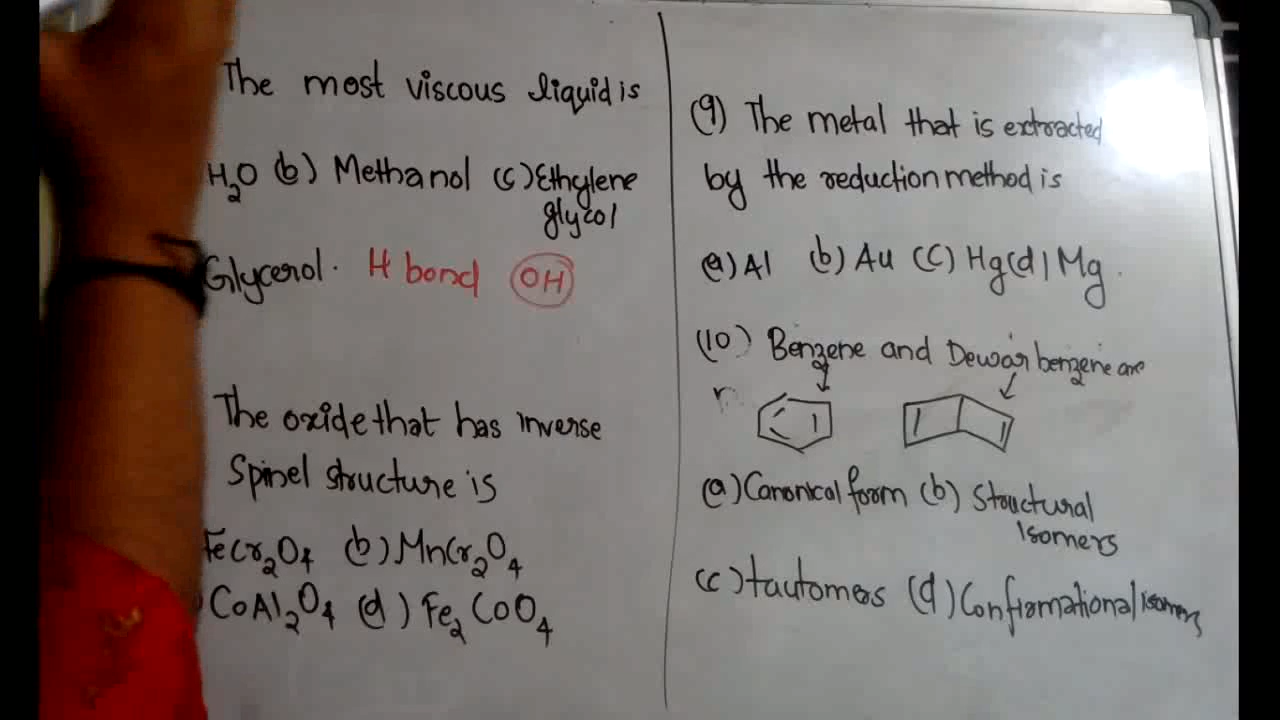 The most viscous liquid is
H2O (b) Methanol (c) Ethylene
glycol
Glycerol. H bond OH
The oxide that has inverse
Spinel structure is
FeCr2O4 (b) MnCr2O4
CoAl2O4 (d) Fe2CoO4
(9) The metal that is extracted
by the reduction method is
(a) Al (b) Au (c) Hg (d) Mg.
(10) Benzene and Dewar benzene are
(a) Canonical form (b) Structural
Isomers
(c) tautomers (d) Confirmational isomers